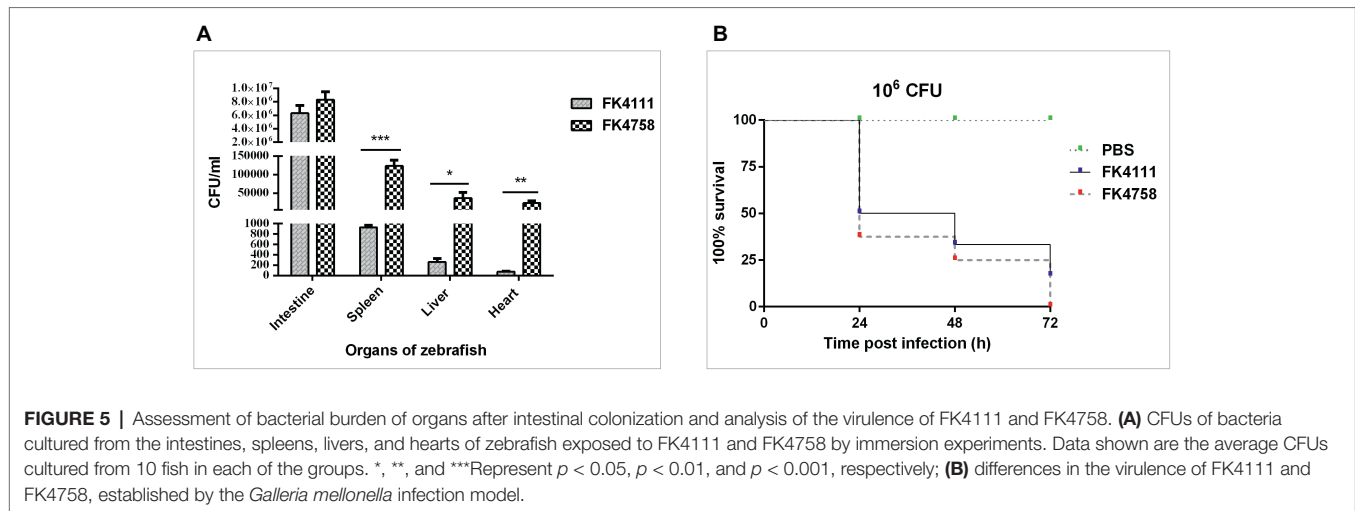 A
1.0×10⁷
8.0×10⁶
6.0×10⁶
4.0×10⁶
2.0×10⁶
150000
100000
50000
1000
800
600
400
200
0
CFU/ml
***
*
**
FK4111
FK4758
Intestine
Spleen
Liver
Heart
Organs of zebrafish
B
10⁶ CFU
100
75
50
25
0
100% survival
0 24 48 72
Time post infection (h)
PBS
FK4111
FK4758
FIGURE 5 | Assessment of bacterial burden of organs after intestinal colonization and analysis of the virulence of FK4111 and FK4758. (A) CFUs of bacteria
cultured from the intestines, spleens, livers, and hearts of zebrafish exposed to FK4111 and FK4758 by immersion experiments. Data shown are the average CFUs
cultured from 10 fish in each of the groups. *, **, and ***Represent p < 0.05, p < 0.01, and p < 0.001, respectively; (B) differences in the virulence of FK4111 and
FK4758, established by the Galleria mellonella infection model.